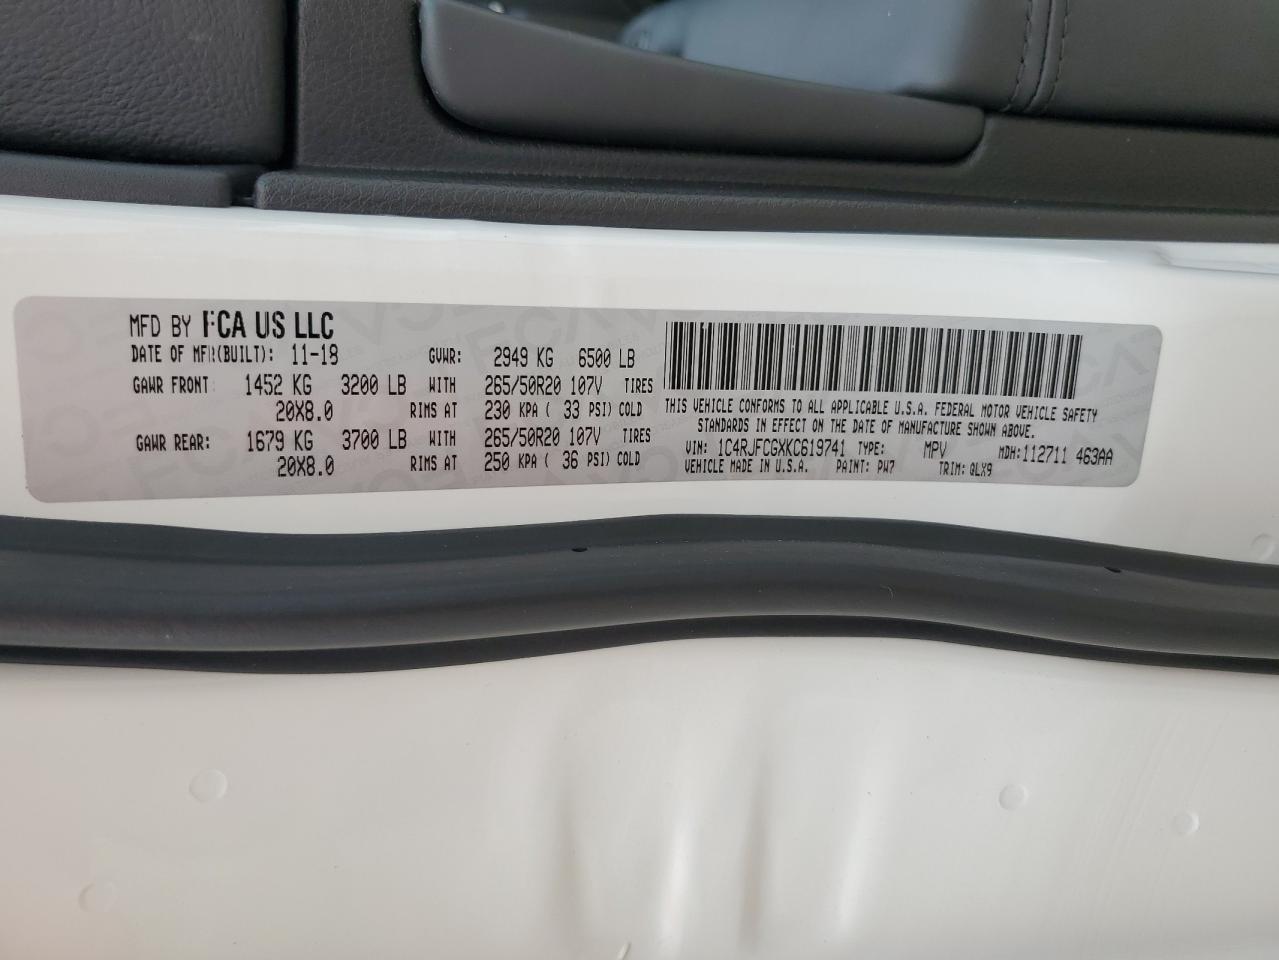 MFD BY FCA US LLC
DATE OF MFR(BUILT): 11-18 GVWR: 2949 KG 6500 LB
GAWR FRONT: 1452 KG 3200 LB WITH 265/50R20 107V TIRES
20X8.0 RIMS AT 230 KPA ( 33 PSI) COLD
GAWR REAR: 1679 KG 3700 LB WITH 265/50R20 107V TIRES
20X8.0 RIMS AT 250 KPA ( 36 PSI) COLD
THIS VEHICLE CONFORMS TO ALL APPLICABLE U.S.A. FEDERAL MOTOR VEHICLE SAFETY
STANDARDS IN EFFECT ON THE DATE OF MANUFACTURE SHOWN ABOVE.
VIN: 1C4RJFCGXKC619741 TYPE: MPV MDH: 112711 463AA
VEHICLE MADE IN U.S.A. PAINT: PW7 TRIM: QLX9